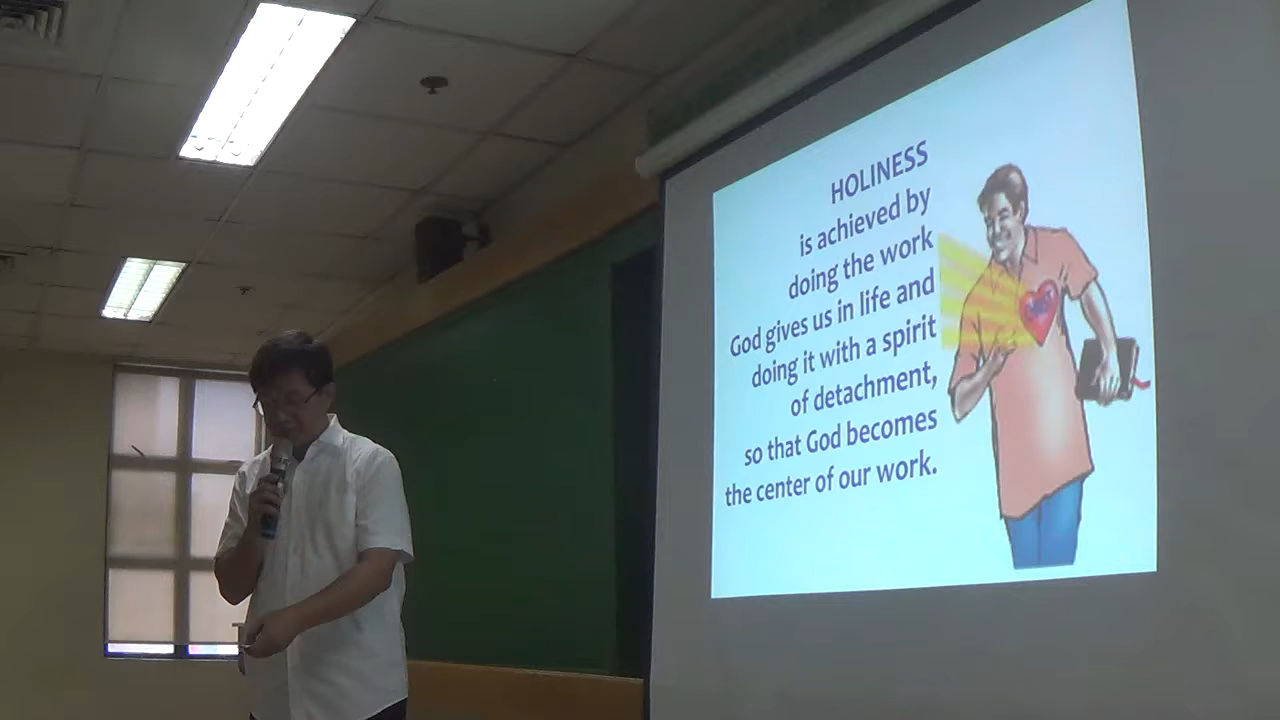 HOLINESS
is achieved by
doing the work
God gives us in life and
doing it with a spirit
of detachment,
so that God becomes
the center of our work.